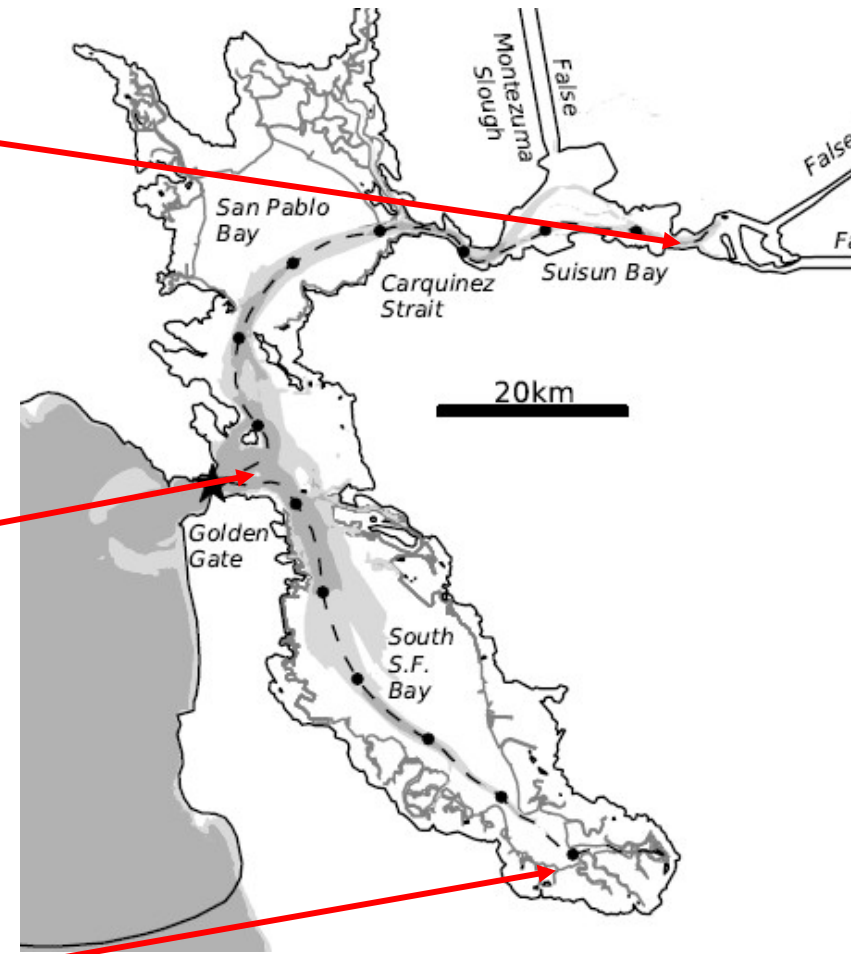 Montezuma
Slough
False
False
Fa
San Pablo
Bay
Carquinez
Strait
Suisun Bay
20km
Golden
Gate
South
S.F.
Bay